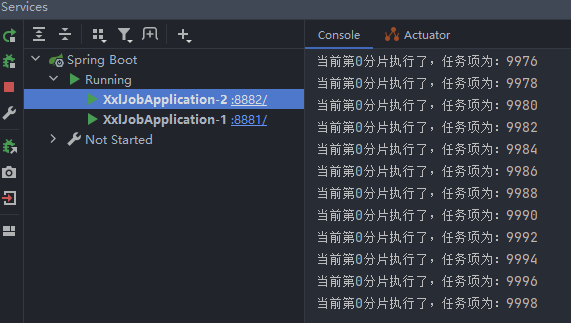 Services
Spring Boot
Running
XxlJobApplication-2 :8882/
XxlJobApplication-1 :8881/
Not Started
Console
Actuator
当前第0分片执行了，任务项为：9976
当前第0分片执行了，任务项为：9978
当前第0分片执行了，任务项为：9980
当前第0分片执行了，任务项为：9982
当前第0分片执行了，任务项为：9984
当前第0分片执行了，任务项为：9986
当前第0分片执行了，任务项为：9988
当前第0分片执行了，任务项为：9990
当前第0分片执行了，任务项为：9992
当前第0分片执行了，任务项为：9994
当前第0分片执行了，任务项为：9996
当前第0分片执行了，任务项为：9998